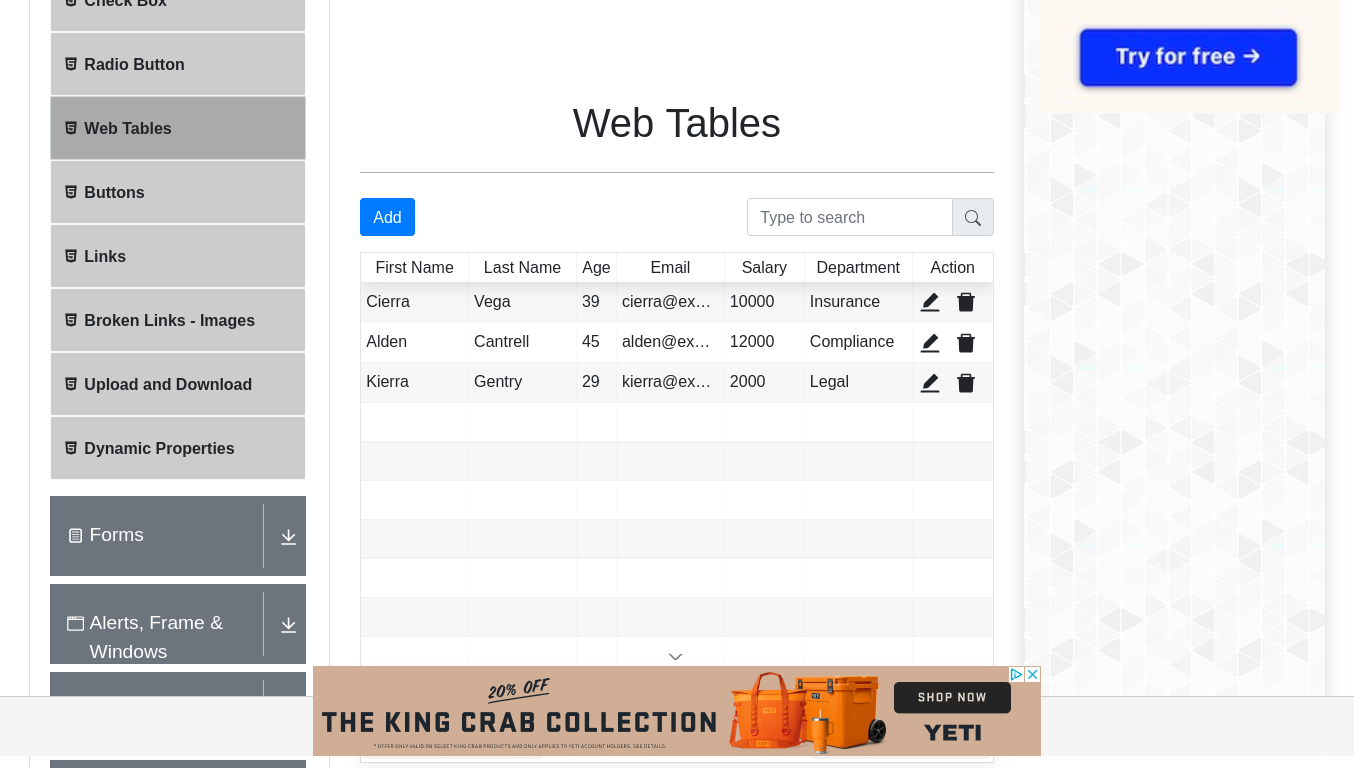 Check Box
Radio Button
Web Tables
Buttons
Links
Broken Links - Images
Upload and Download
Dynamic Properties
Forms
Alerts, Frame &
Windows
Web Tables
Add
Type to search
First Name Last Name Age Email Salary Department Action
Cierra Vega 39 cierra@ex… 10000 Insurance
Alden Cantrell 45 alden@ex… 12000 Compliance
Kierra Gentry 29 kierra@ex… 2000 Legal
Try for free →
20% OFF
THE KING CRAB COLLECTION
* OFFER ONLY VALID ON SELECT KING CRAB PRODUCTS AND ONLY APPLIES TO YETI ACCOUNT HOLDERS. SEE DETAILS.
SHOP NOW
YETI